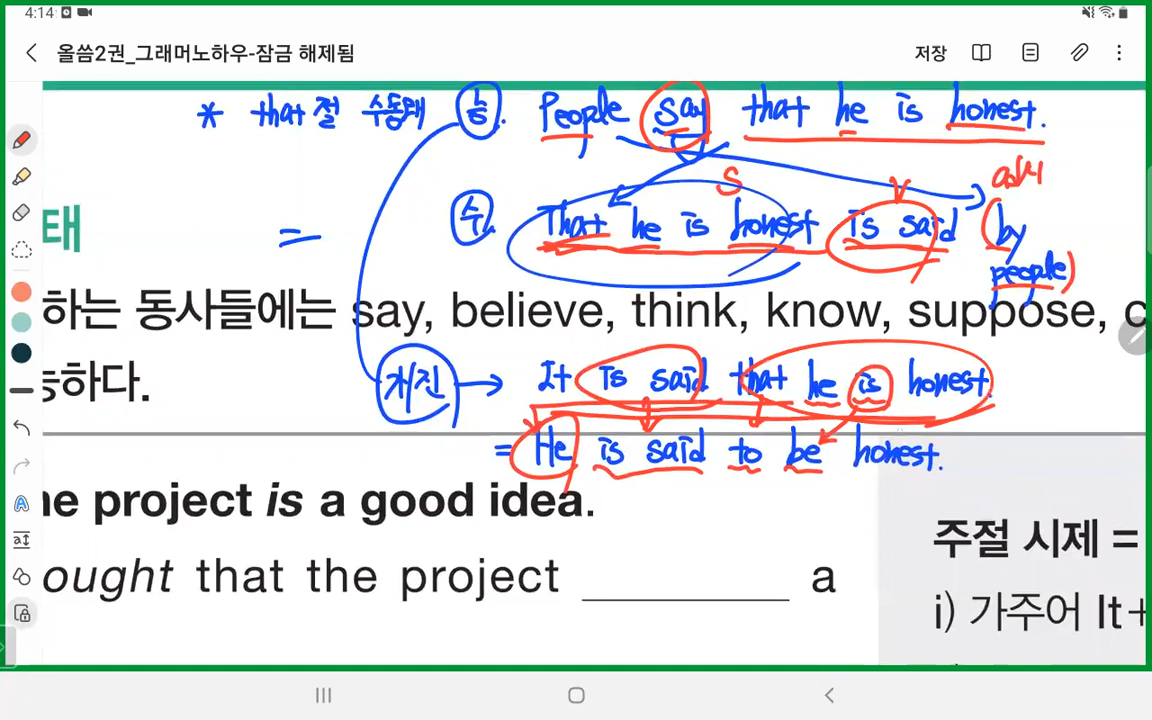 4:14
올씀2권_그래머노하우-잠금 해제됨
저장
* that절 수동태 능. People say that he is honest.
태
= 수 That he is honest is said (by people)
S V
하는 동사들에는 say, believe, think, know, suppose, c
하다.
가진 → It is said that he is honest.
= He is said to be honest.
he project is a good idea.
ought that the project __________ a
주절 시제 =
i) 가주어 It+